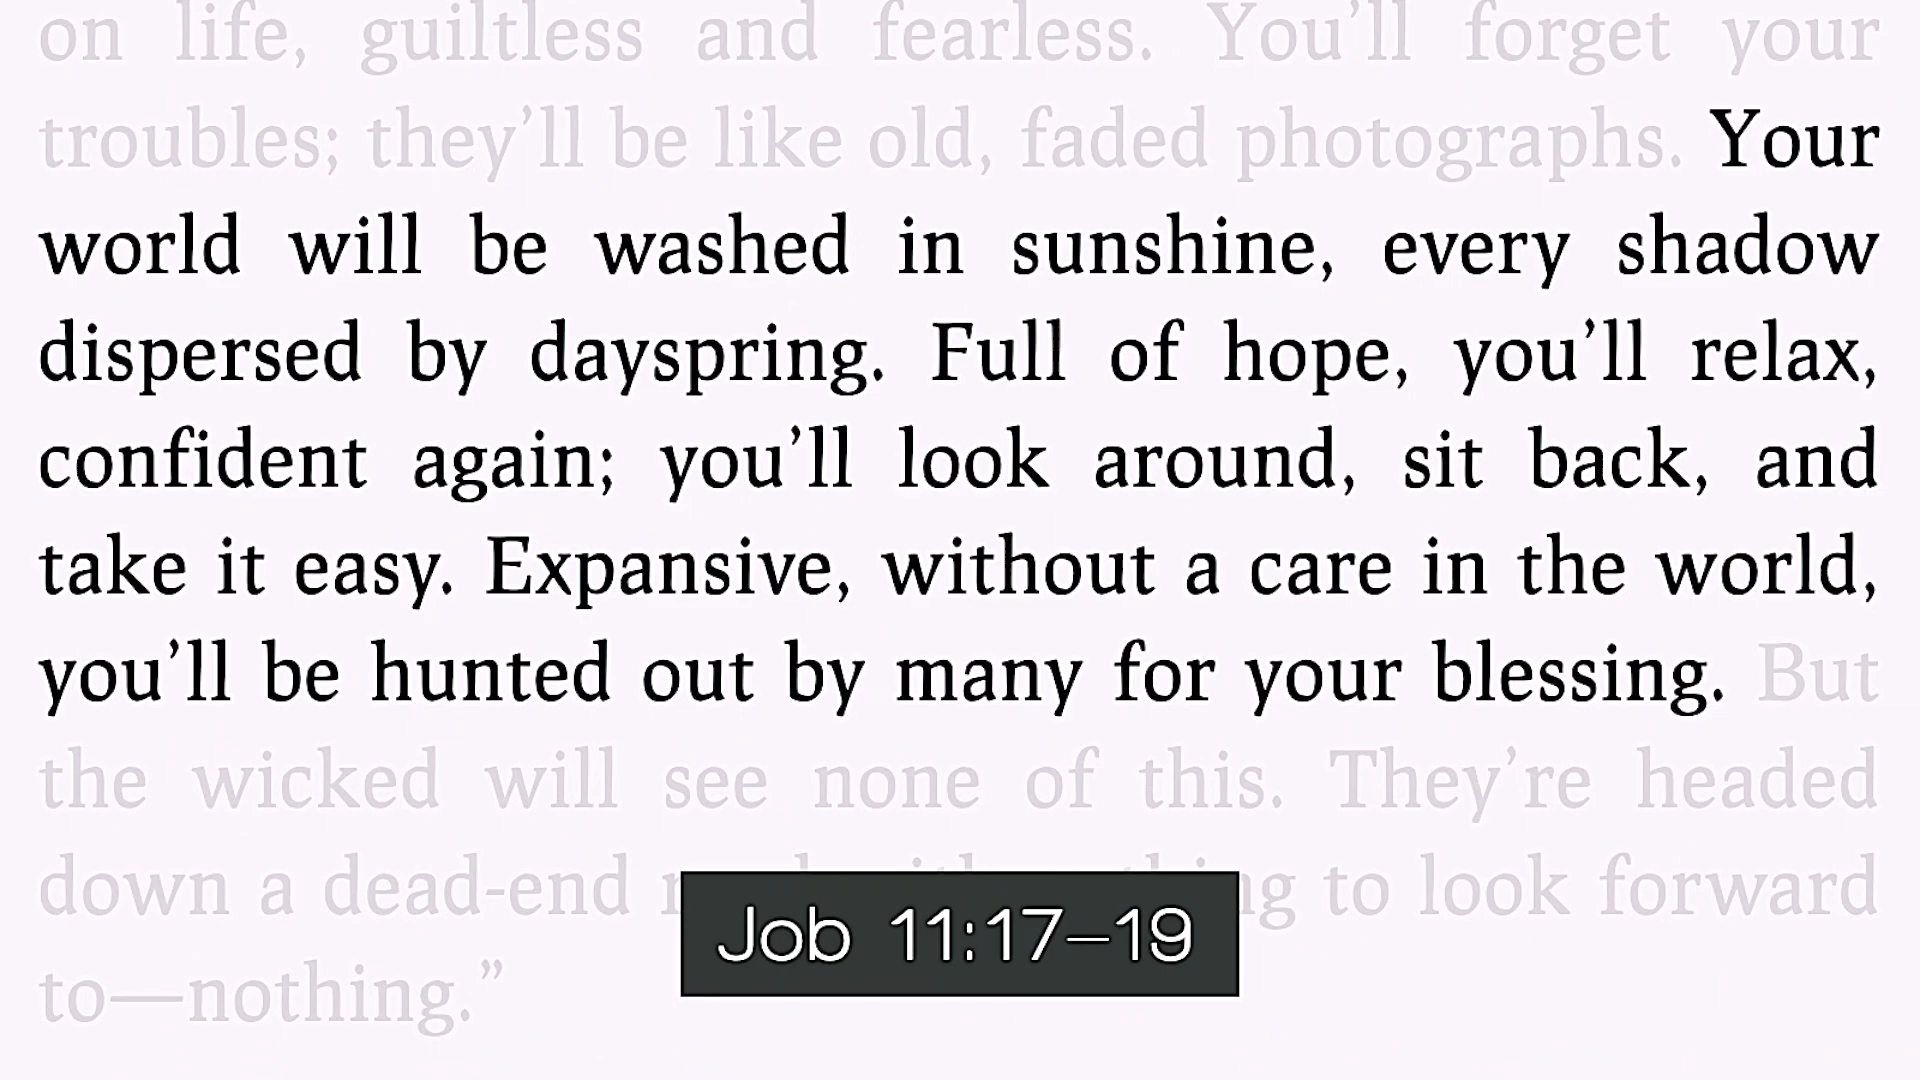 on life, guiltless and fearless. You’ll forget your
troubles; they’ll be like old, faded photographs. Your
world will be washed in sunshine, every shadow
dispersed by dayspring. Full of hope, you’ll relax,
confident again; you’ll look around, sit back, and
take it easy. Expansive, without a care in the world,
you’ll be hunted out by many for your blessing. But
the wicked will see none of this. They’re headed
down a dead-end to look forward
Job 11:17–19
to—nothing.”